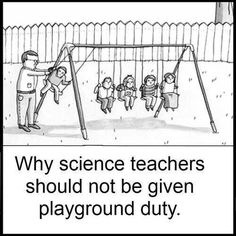 Why science teachers
should not be given
playground duty.